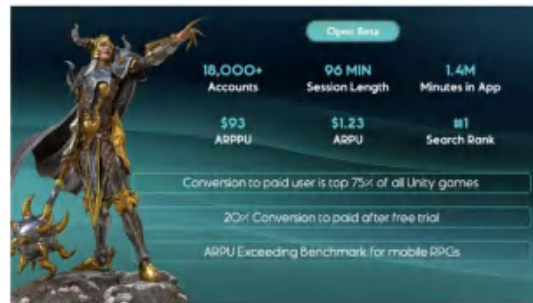 Open Beta
18,000+ 96 MIN 1.4M
Accounts Session Length Minutes in App
$93 $1.23 #1
ARPPU ARPU Search Rank
Conversion to paid user is top 75% of all Unity games
20% Conversion to paid after free trial
ARPU Exceeding Benchmark for mobile RPGs